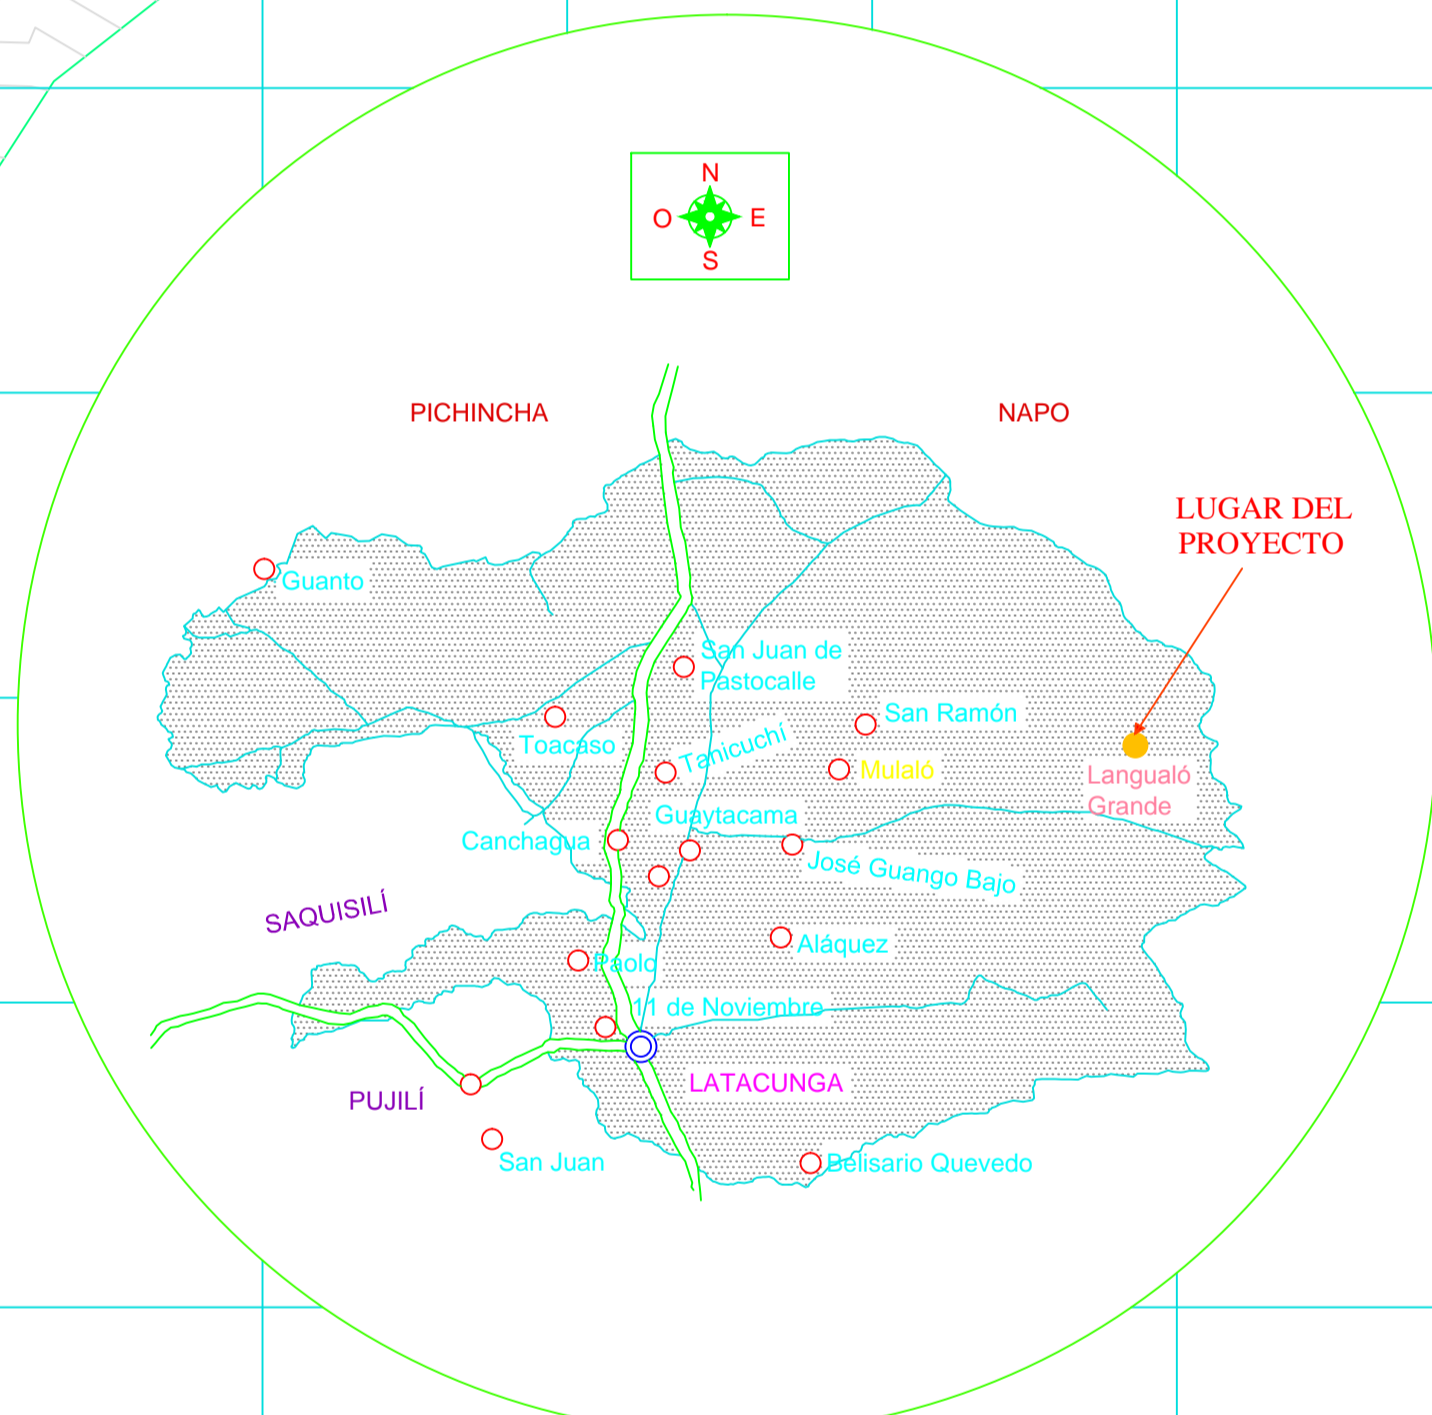 N
O
E
S
PICHINCHA
NAPO
LUGAR DEL
PROYECTO
Guanto
San Juan de
Pastocalle
San Ramón
Toacaso
Tanicuchí
Mulaló
Langualó
Grande
Guaytacama
Canchagua
José Guango Bajo
SAQUISILÍ
Aláquez
Paolo
11 de Noviembre
LATACUNGA
PUJILÍ
San Juan
Belisario Quevedo